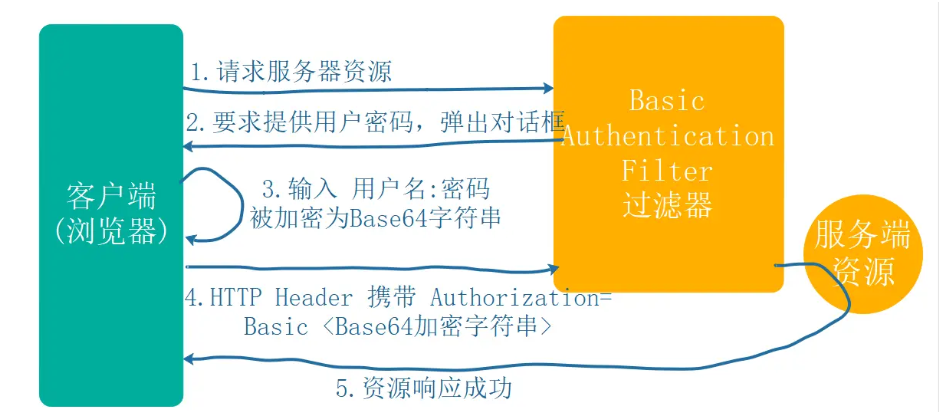 客户端
(浏览器)
1.请求服务器资源
2.要求提供用户密码，弹出对话框
3.输入 用户名:密码
被加密为Base64字符串
4.HTTP Header 携带 Authorization=
Basic <Base64加密字符串>
5.资源响应成功
Basic
Authentication
Filter
过滤器
服务端
资源